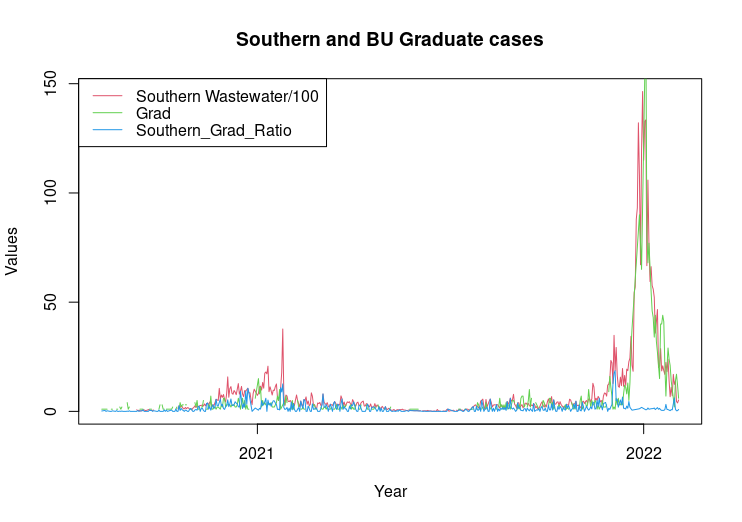 Southern and BU Graduate cases
Southern Wastewater/100
Grad
Southern_Grad_Ratio
150
100
50
0
Values
2021
2022
Year